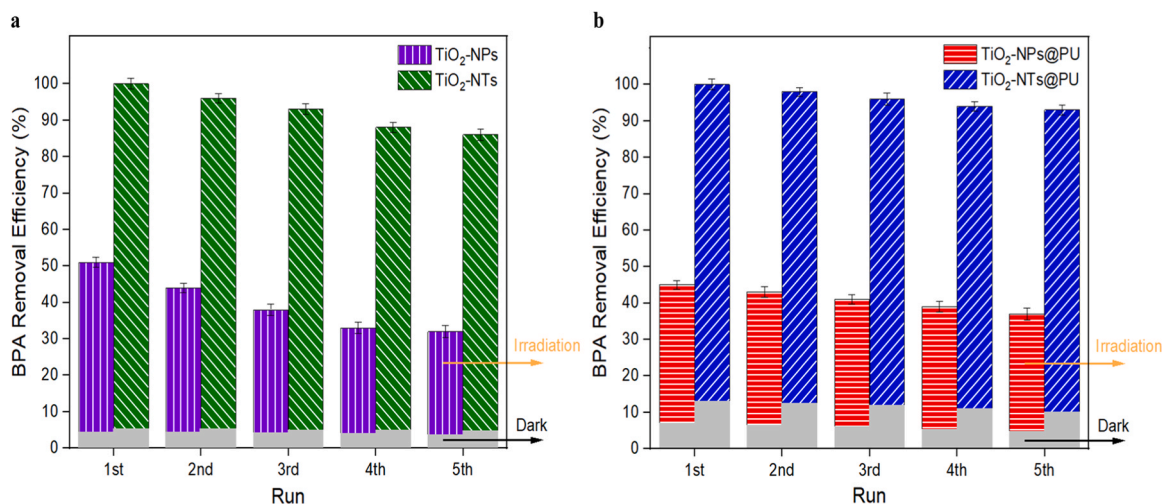 a
BPA Removal Efficiency (%)
100
90
80
70
60
50
40
30
20
10
0
TiO₂-NPs
TiO₂-NTs
Irradiation
Dark
1st 2nd 3rd 4th 5th
Run
b
BPA Removal Efficiency (%)
100
90
80
70
60
50
40
30
20
10
0
TiO₂-NPs@PU
TiO₂-NTs@PU
Irradiation
Dark
1st 2nd 3rd 4th 5th
Run